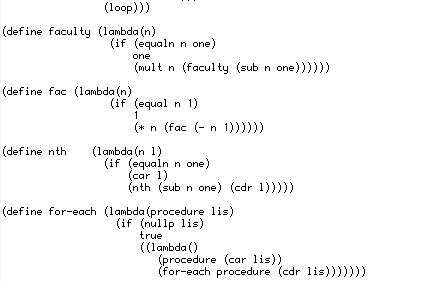 (loop)))
(define faculty (lambda(n)
(if (equaln n one)
one
(mult n (faculty (sub n one))))))
(define fac (lambda(n)
(if (equal n 1)
1
(* n (fac (- n 1))))))
(define nth    (lambda(n l)
(if (equaln n one)
(car l)
(nth (sub n one) (cdr l)))))
(define for-each (lambda(procedure lis)
(if (nullp lis)
true
((lambda()
(procedure (car lis))
(for-each procedure (cdr lis)))))))